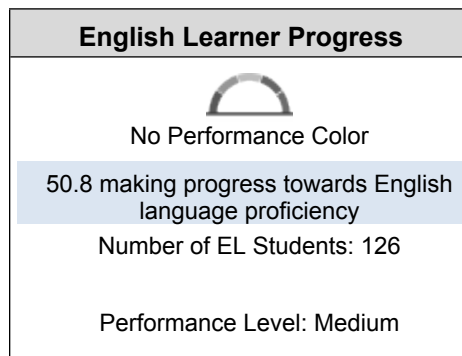 English Learner Progress
No Performance Color
50.8 making progress towards English
language proficiency
Number of EL Students: 126
Performance Level: Medium